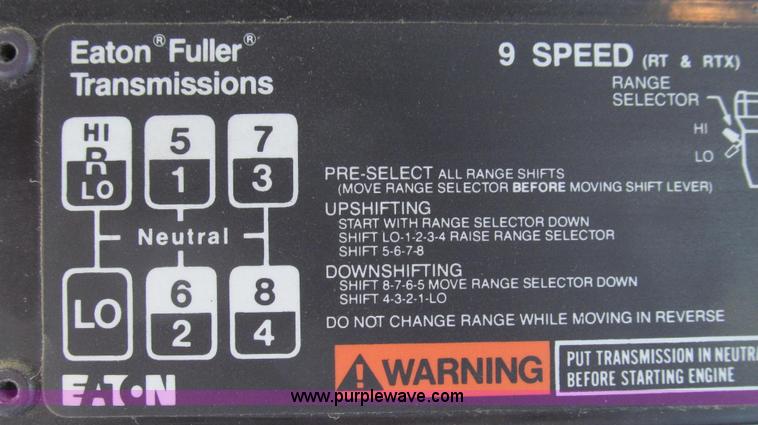 Eaton® Fuller®
Transmissions
9 SPEED (RT & RTX)
RANGE
SELECTOR
HI
LO
HI
R
LO
5
1
7
3
Neutral
LO
6
2
8
4
PRE-SELECT ALL RANGE SHIFTS
(MOVE RANGE SELECTOR BEFORE MOVING SHIFT LEVER)
UPSHIFTING
START WITH RANGE SELECTOR DOWN
SHIFT LO-1-2-3-4 RAISE RANGE SELECTOR
SHIFT 5-6-7-8
DOWNSHIFTING
SHIFT 8-7-6-5 MOVE RANGE SELECTOR DOWN
SHIFT 4-3-2-1-LO
DO NOT CHANGE RANGE WHILE MOVING IN REVERSE
WARNING
PUT TRANSMISSION IN NEUTRA
BEFORE STARTING ENGINE
EATON
www.purplewave.com